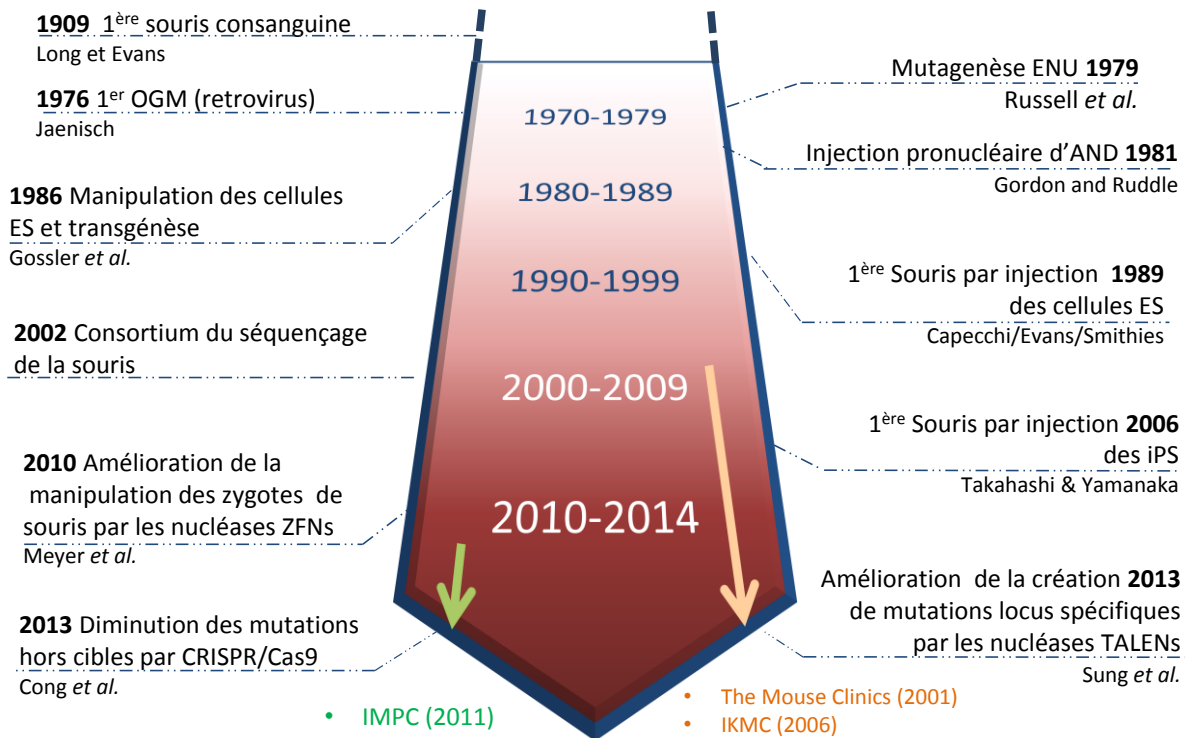 1909 1ère souris consanguine
Long et Evans
1976 1er OGM (retrovirus)
Jaenisch
1986 Manipulation des cellules
ES et transgénèse
Gossler et al.
2002 Consortium du séquençage
de la souris
2010 Amélioration de la
manipulation des zygotes de
souris par les nucléases ZFNs
Meyer et al.
2013 Diminution des mutations
hors cibles par CRISPR/Cas9
Cong et al.
1970-1979
1980-1989
1990-1999
2000-2009
2010-2014
Mutagenèse ENU 1979
Russell et al.
Injection pronucléaire d’AND 1981
Gordon and Ruddle
1ère Souris par injection 1989
des cellules ES
Capecchi/Evans/Smithies
1ère Souris par injection 2006
des iPS
Takahashi & Yamanaka
Amélioration de la création 2013
de mutations locus spécifiques
par les nucléases TALENs
Sung et al.
• IMPC (2011)
• The Mouse Clinics (2001)
• IKMC (2006)